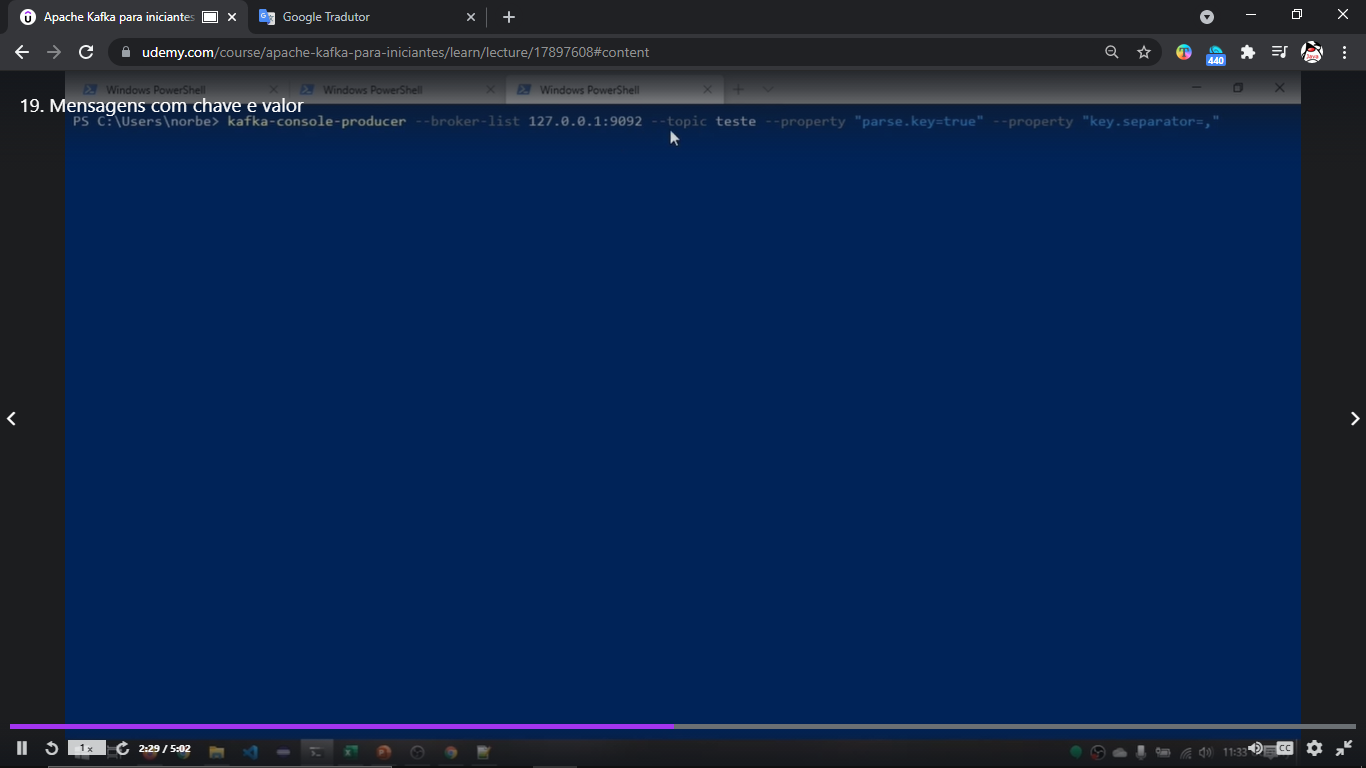 Apache Kafka para iniciantes
Google Tradutor
udemy.com/course/apache-kafka-para-iniciantes/learn/lecture/17897608#content
440
Windows PowerShell
Windows PowerShell
Windows PowerShell
19. Mensagens com chave e valor
PS C:\Users\norbe> kafka-console-producer --broker-list 127.0.0.1:9092 --topic teste --property "parse.key=true" --property "key.separator=,"
1 x
2:29 / 5:02
11:33
CC